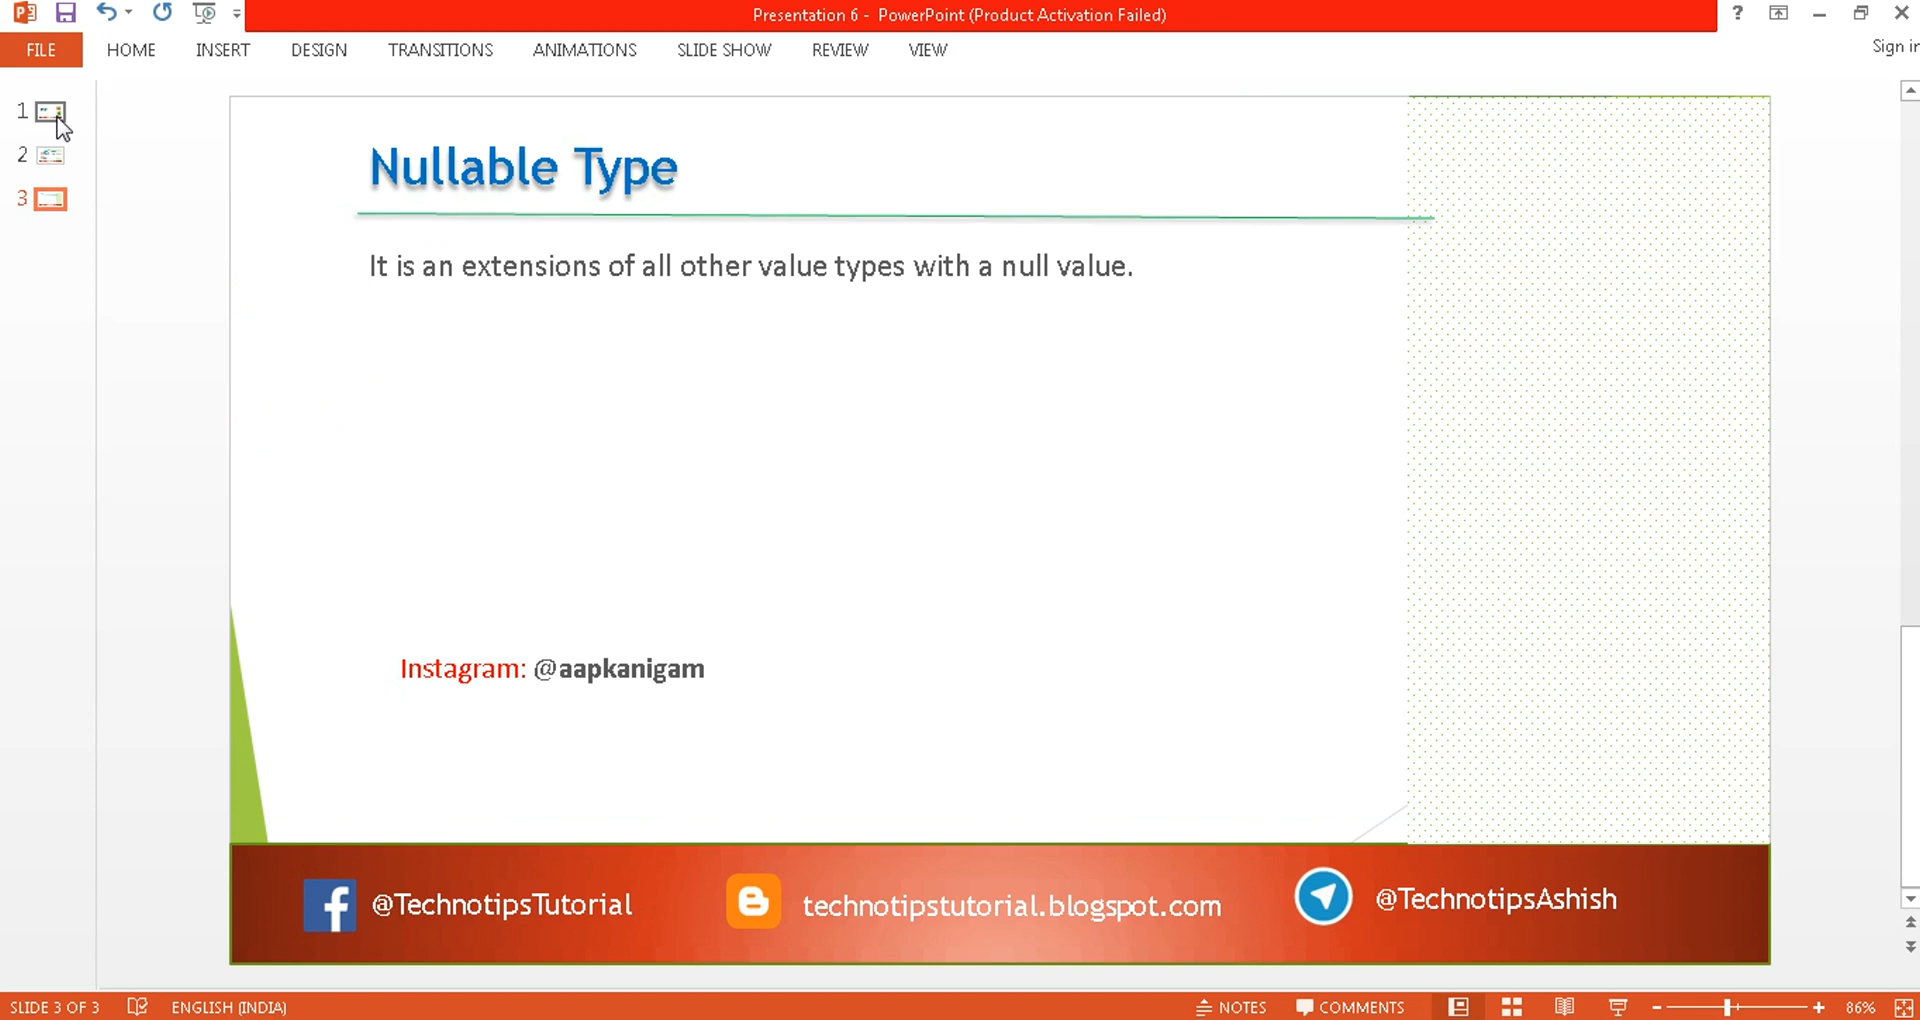 Presentation 6 - PowerPoint (Product Activation Failed)
?
FILE HOME INSERT DESIGN TRANSITIONS ANIMATIONS SLIDE SHOW REVIEW VIEW
Sign in
1
2
3
Nullable Type
It is an extensions of all other value types with a null value.
Instagram: @aapkanigam
@TechnotipsTutorial
technotipstutorial.blogspot.com
@TechnotipsAshish
SLIDE 3 OF 3 ENGLISH (INDIA) NOTES COMMENTS 86%